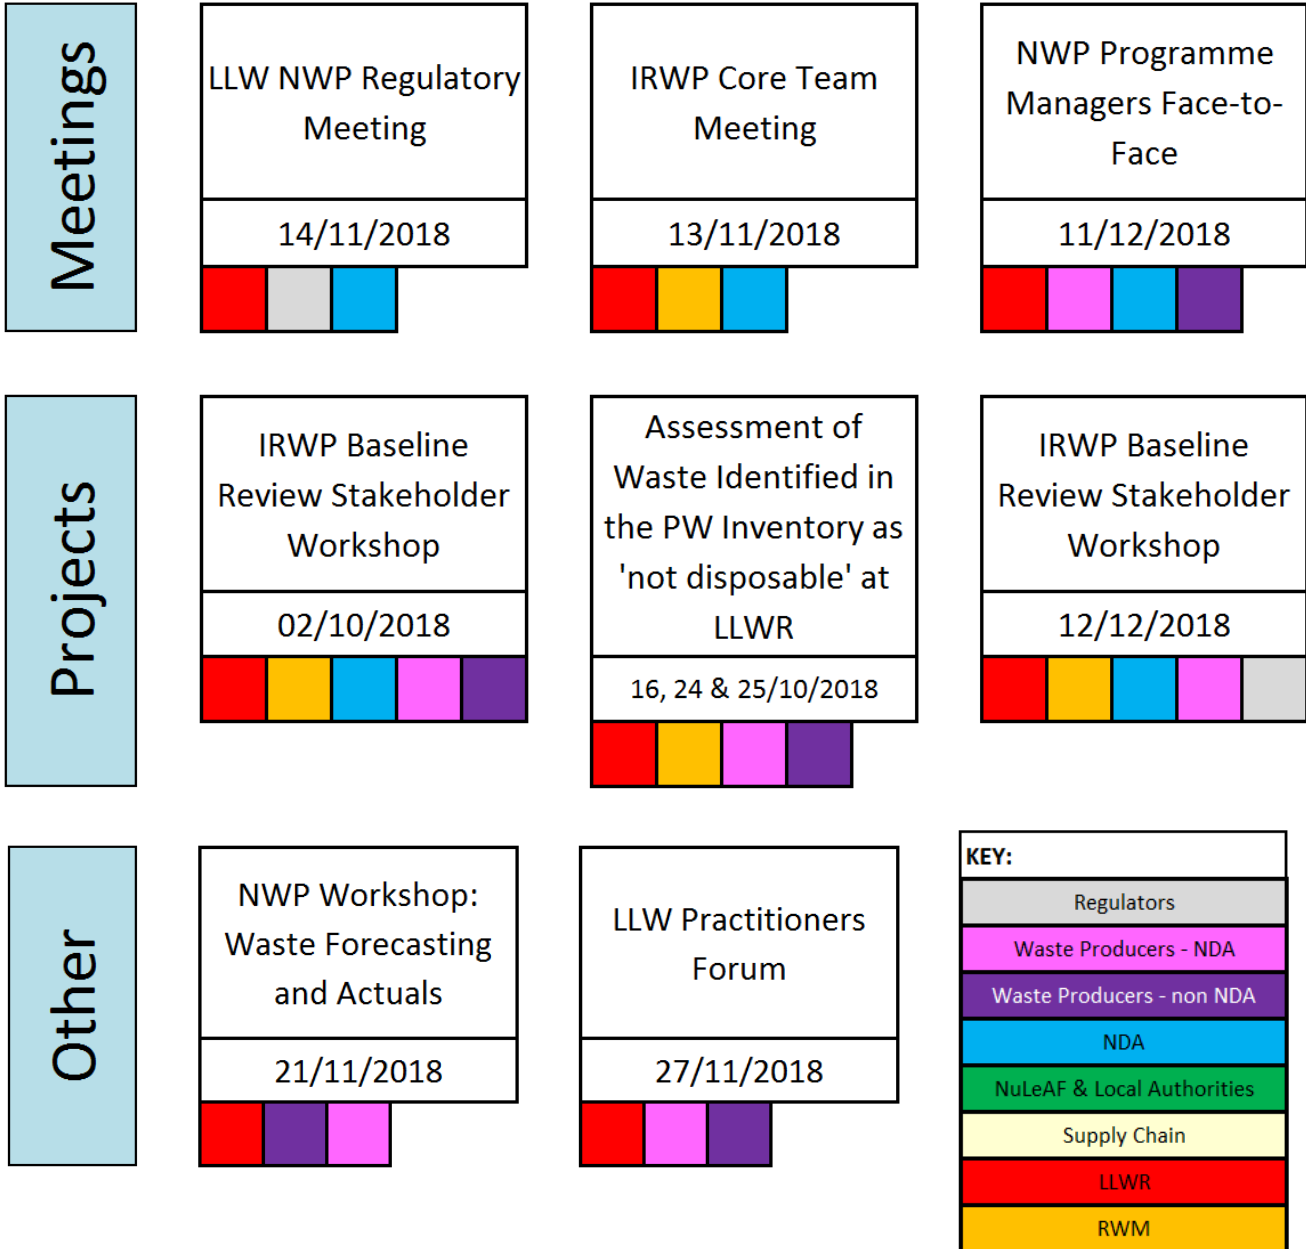 Meetings
LLW NWP Regulatory
Meeting
14/11/2018
IRWP Core Team
Meeting
13/11/2018
NWP Programme
Managers Face-to-
Face
11/12/2018
Projects
IRWP Baseline
Review Stakeholder
Workshop
02/10/2018
Assessment of
Waste Identified in
the PW Inventory as
'not disposable' at
LLWR
16, 24 & 25/10/2018
IRWP Baseline
Review Stakeholder
Workshop
12/12/2018
Other
NWP Workshop:
Waste Forecasting
and Actuals
21/11/2018
LLW Practitioners
Forum
27/11/2018
KEY:
Regulators
Waste Producers - NDA
Waste Producers - non NDA
NDA
NuLeAF & Local Authorities
Supply Chain
LLWR
RWM